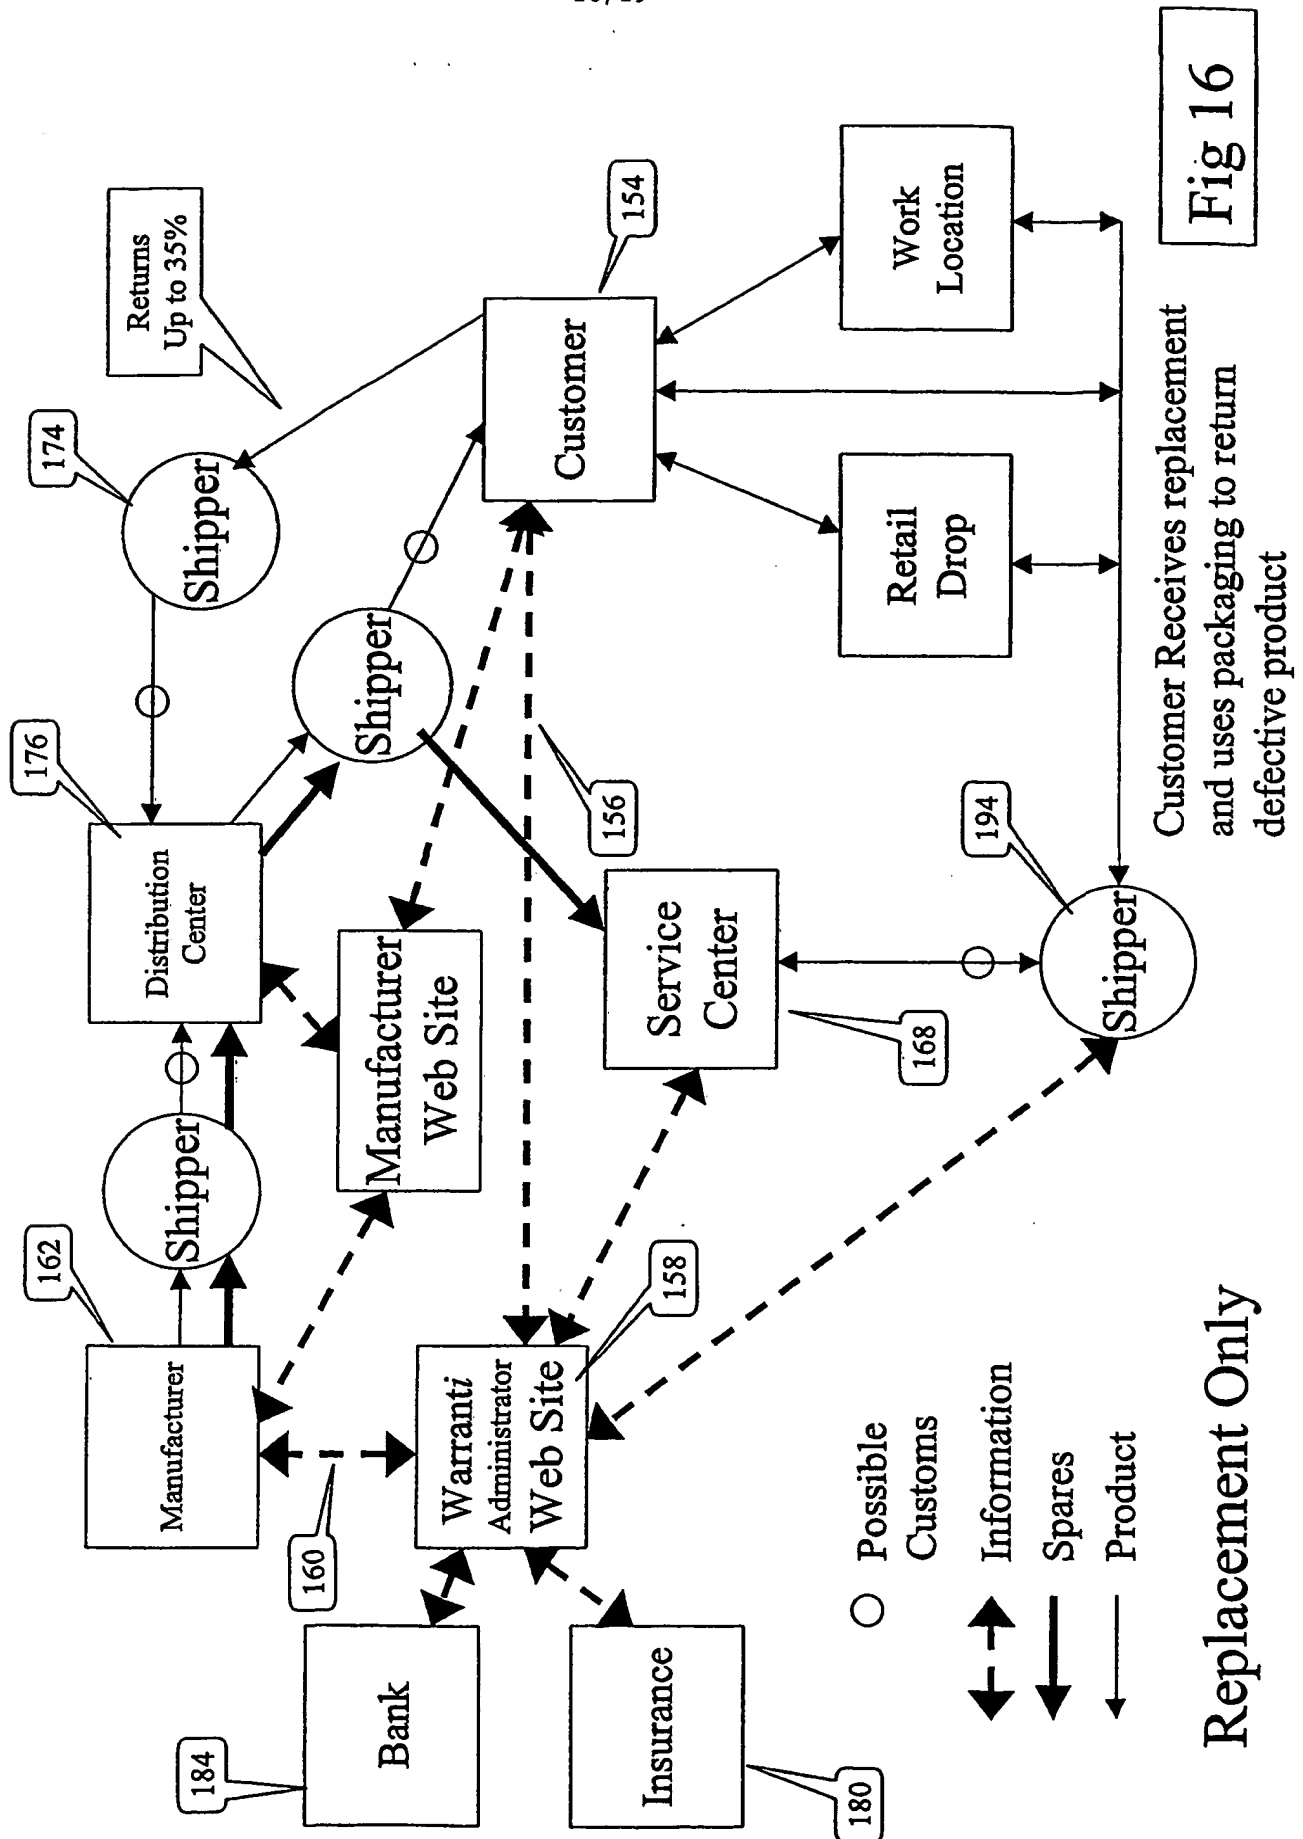 162
176
174
Returns
Up to 35%
184
Manufacturer
Shipper
Distribution
Center
Shipper
160
Shipper
Bank
Manufacturer
Web Site
Warranti
Administrator
Web Site
Customer
154
156
Insurance
158
Service
Center
180
168
Retail
Drop
Work
Location
194
Shipper
Possible
Customs
Information
Spares
Product
Customer Receives replacement
and uses packaging to return
defective product
Replacement Only
Fig 16